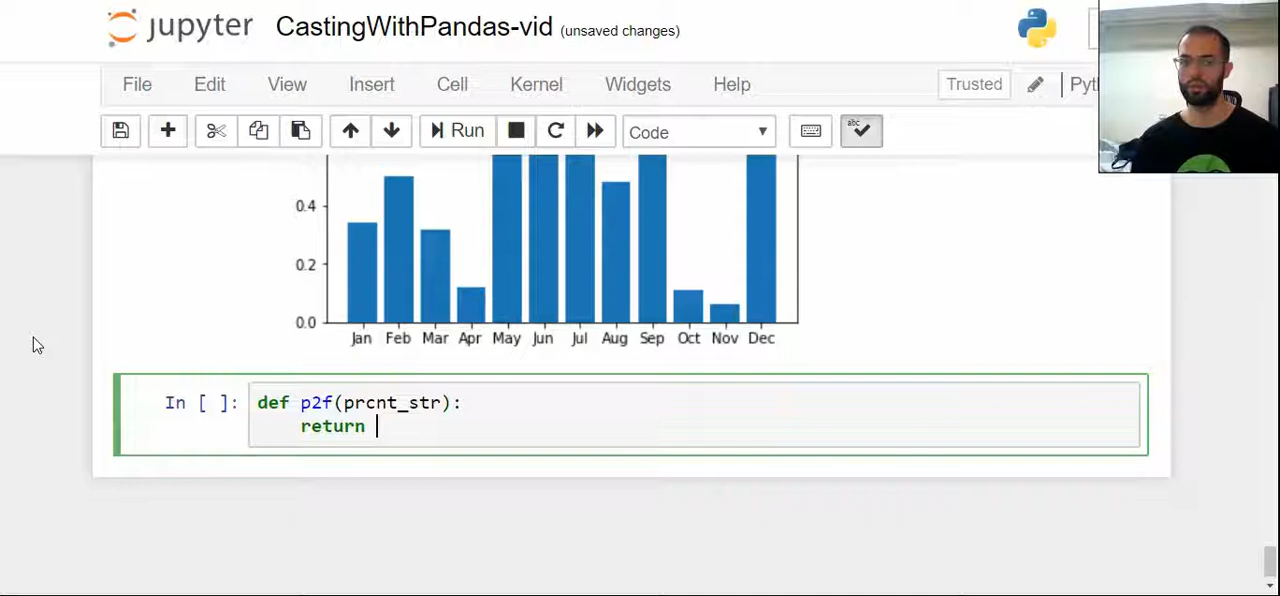 jupyter CastingWithPandas-vid (unsaved changes)
File Edit View Insert Cell Kernel Widgets Help Trusted Pyth
Run Code
0.4
0.2
0.0
Jan Feb Mar Apr May Jun Jul Aug Sep Oct Nov Dec
In [ ]: def p2f(prcnt_str):
return